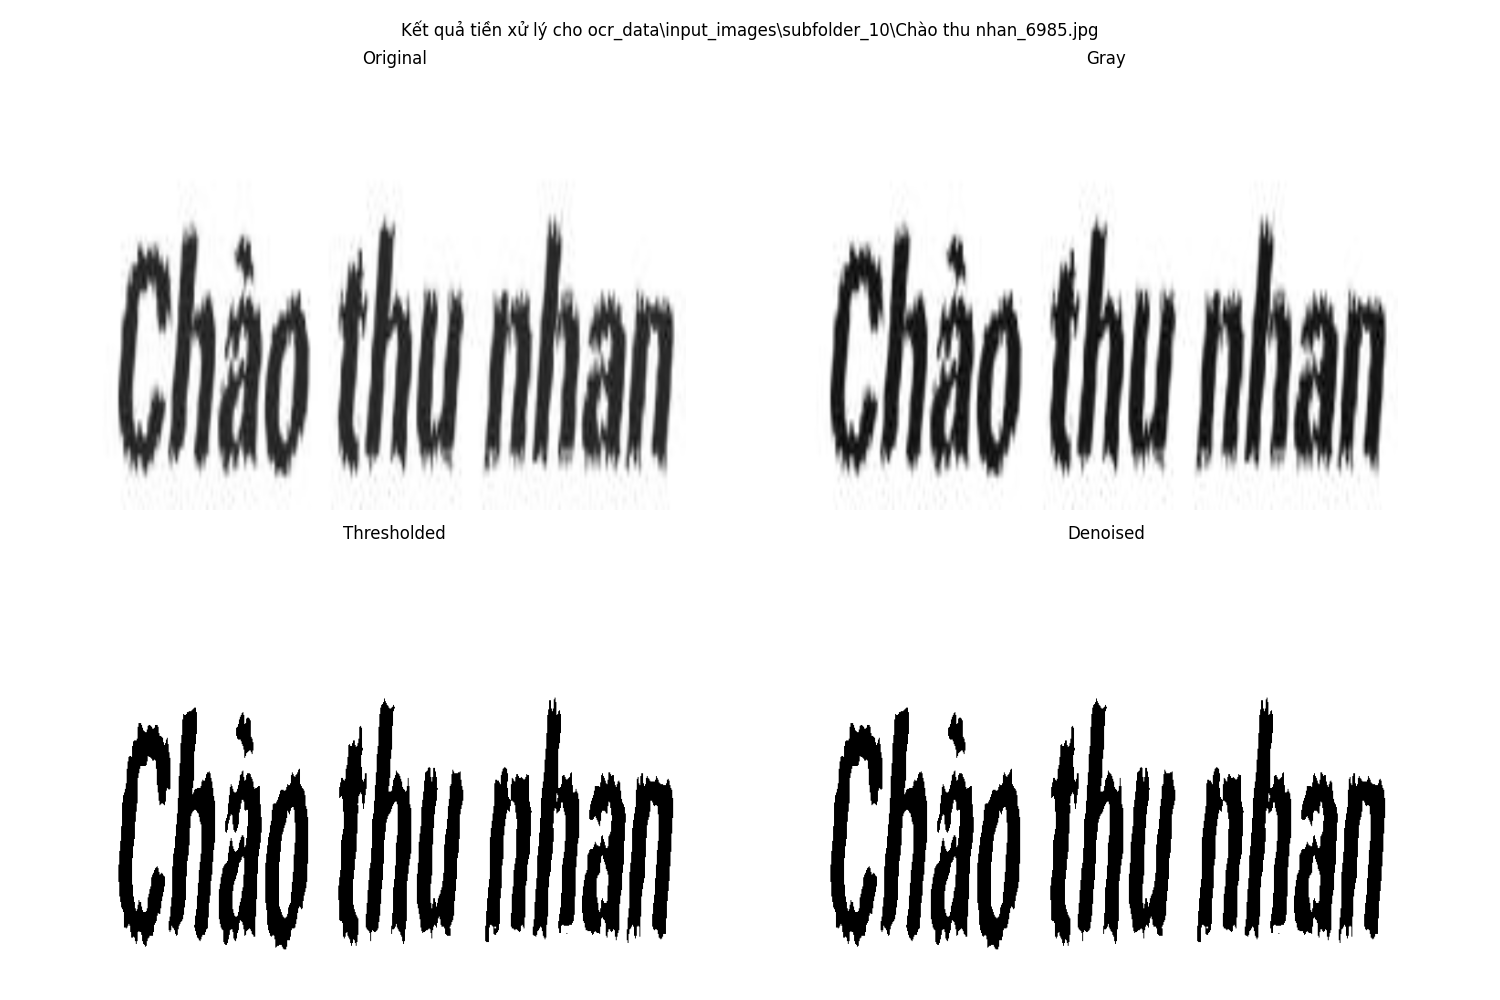 Kết quả tiền xử lý cho ocr_data\input_images\subfolder_10\Chào thu nhan_6985.jpg
Original
Gray
Chào thu nhan
Chào thu nhan
Thresholded
Denoised
Chào thu nhan
Chào thu nhan